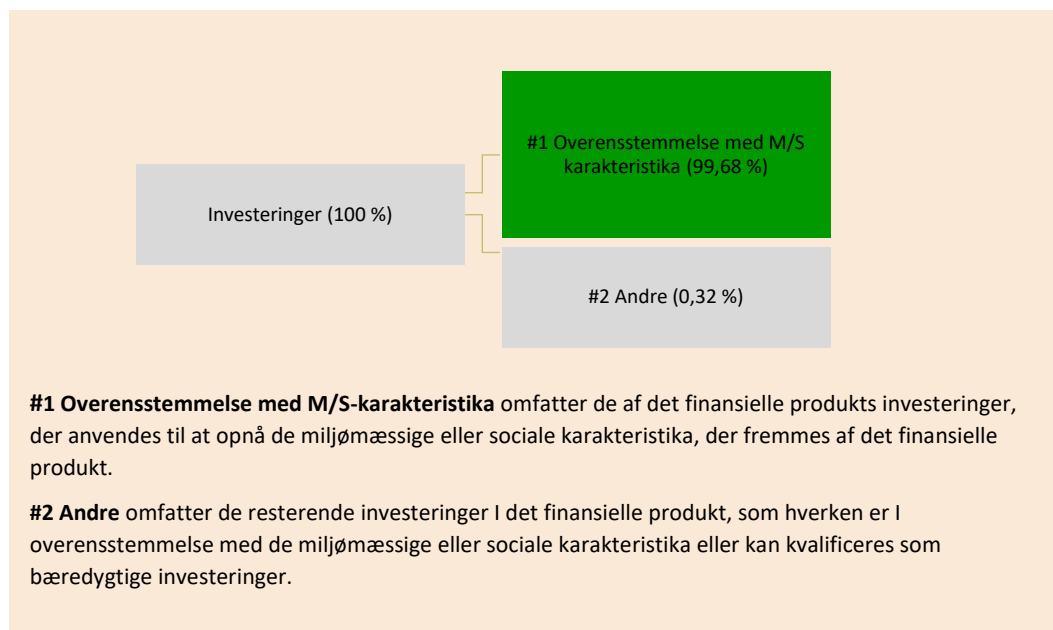 #1 Overensstemmelse med M/S
karakteristika (99,68 %)
Investeringer (100 %)
#2 Andre (0,32 %)
#1 Overensstemmelse med M/S-karakteristika omfatter de af det finansielle produkts investeringer,
der anvendes til at opnå de miljømæssige eller sociale karakteristika, der fremmes af det finansielle
produkt.
#2 Andre omfatter de resterende investeringer I det finansielle produkt, som hverken er I
overensstemmelse med de miljømæssige eller sociale karakteristika eller kan kvalificeres som
bæredygtige investeringer.